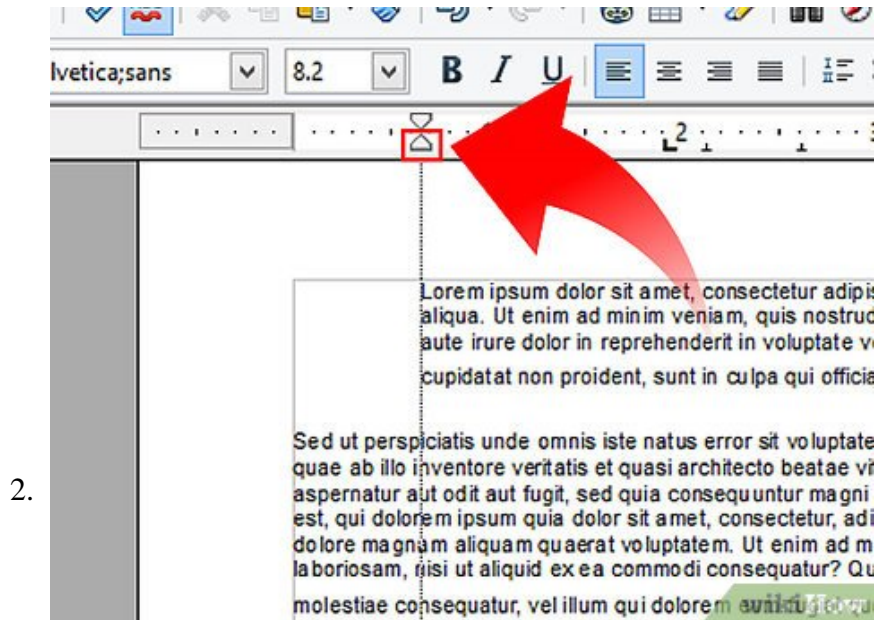 lvetica;sans 8.2 B I U
2
Lorem ipsum dolor sit amet, consectetur adipis
aliqua. Ut enim ad minim veniam, quis nostrud
aute irure dolor in reprehenderit in voluptate v
cupidatat non proident, sunt in culpa qui officia
Sed ut perspiciatis unde omnis iste natus error sit voluptate
quae ab illo inventore veritatis et quasi architecto beatae vi
2.
aspernatur aut odit aut fugit, sed quia consequuntur magni
est, qui dolorem ipsum quia dolor sit amet, consectetur, adi
dolore magnam aliquam quaerat voluptatem. Ut enim ad m
laboriosam, nisi ut aliquid ex ea commodi consequatur? Qu
molestiae consequatur, vel illum qui dolorem
wikiHow